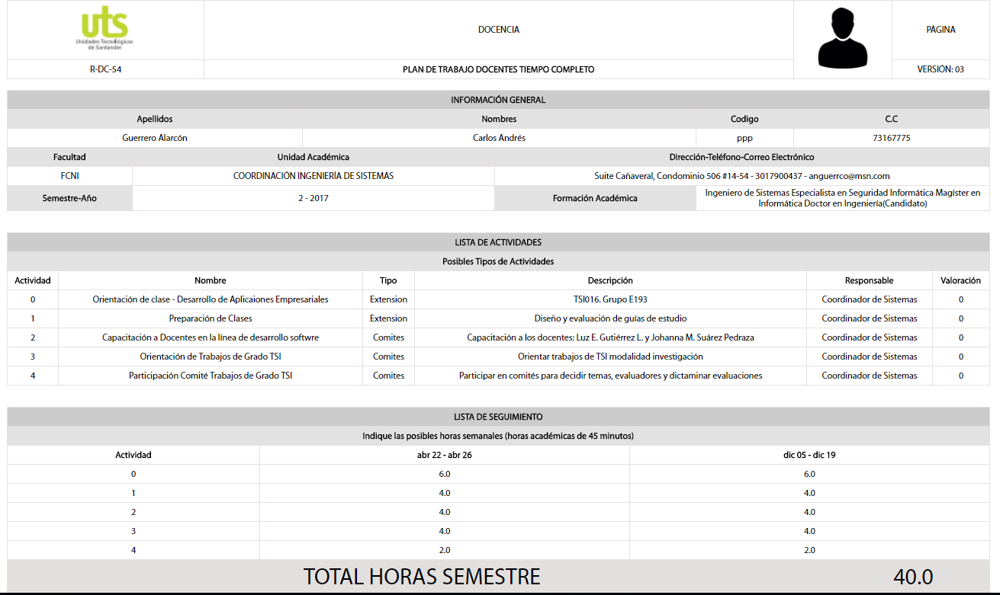 uts
Unidades Tecnológicas
de Santander
DOCENCIA
PÁGINA
R-DC-54
PLAN DE TRABAJO DOCENTES TIEMPO COMPLETO
VERSIÓN: 03
INFORMACIÓN GENERAL
Apellidos Nombres Codigo C.C
Guerrero Alarcón Carlos Andrés ppp 73167775
Facultad Unidad Académica Dirección-Teléfono-Correo Electrónico
FCNI COORDINACIÓN INGENIERÍA DE SISTEMAS Suite Cañaveral, Condominio 506 #14-54 - 3017900437 - anguerrco@msn.com
Semestre-Año 2 - 2017 Formación Académica Ingeniero de Sistemas Especialista en Seguridad Informática Magíster en
Informática Doctor en Ingeniería(Candidato)
LISTA DE ACTIVIDADES
Posibles Tipos de Actividades
Actividad Nombre Tipo Descripción Responsable Valoración
0 Orientación de clase - Desarrollo de Aplicaiones Empresariales Extension TSI016. Grupo E193 Coordinador de Sistemas 0
1 Preparación de Clases Extension Diseño y evaluación de guías de estudio Coordinador de Sistemas 0
2 Capacitación a Docentes en la línea de desarrollo softwre Comites Capacitación a los docentes: Luz E. Gutiérrez L. y Johanna M. Suárez Pedraza Coordinador de Sistemas 0
3 Orientación de Trabajos de Grado TSI Comites Orientar trabajos de TSI modalidad investigación Coordinador de Sistemas 0
4 Participación Comité Trabajos de Grado TSI Comites Participar en comités para decidir temas, evaluadores y dictaminar evaluaciones Coordinador de Sistemas 0
LISTA DE SEGUIMIENTO
Indique las posibles horas semanales (horas académicas de 45 minutos)
Actividad abr 22 - abr 26 dic 05 - dic 19
0 6.0 6.0
1 4.0 4.0
2 4.0 4.0
3 4.0 4.0
4 2.0 2.0
TOTAL HORAS SEMESTRE 40.0